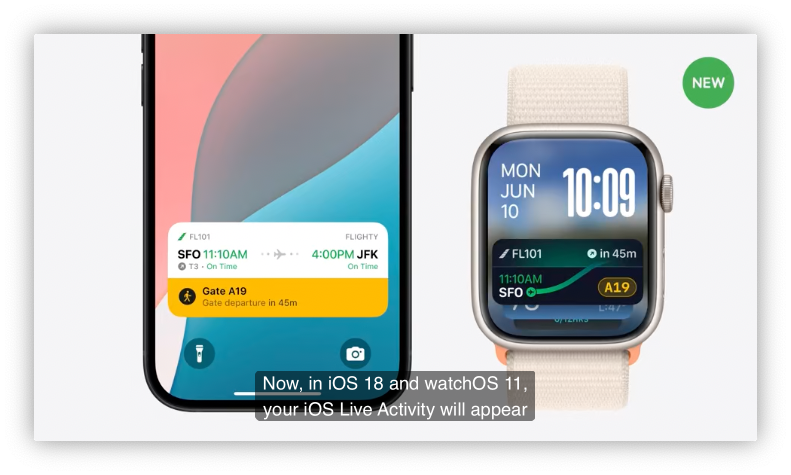 NEW
FL101 FLIGHTY
SFO 11:10AM 4:00PM JFK
T3 • On Time On Time
Gate A19
Gate departure in 45m
MON
JUN
10
10:09
FL101 in 45m
11:10AM
SFO
A19
Now, in iOS 18 and watchOS 11,
your iOS Live Activity will appear